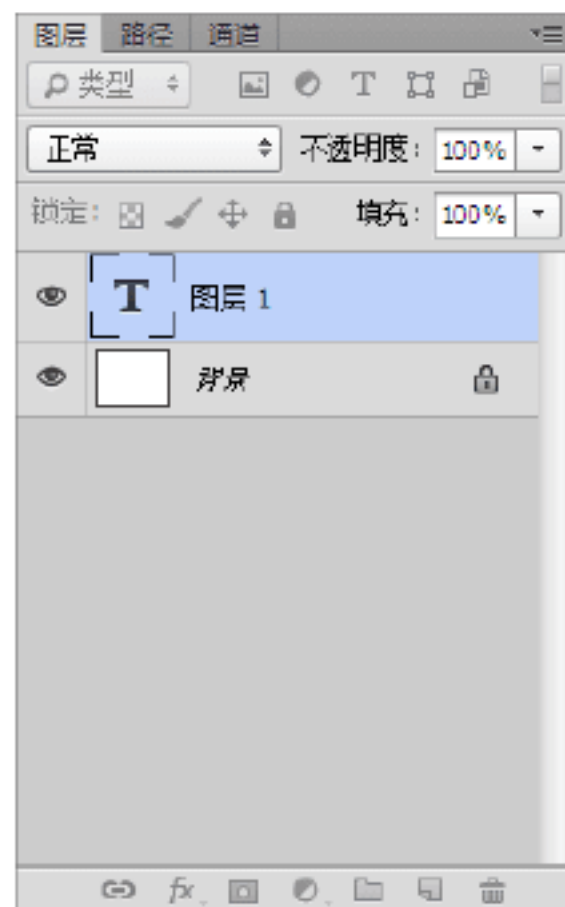 图层 路径 通道
类型 T
正常 不透明度: 100%
锁定: 填充: 100%
T 图层 1
背景
fx